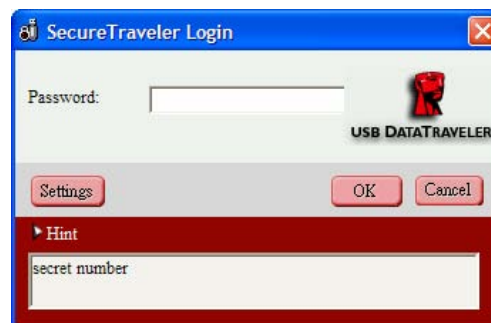 SecureTraveler Login
Password:
USB DATATRAVELER
Settings
OK
Cancel
Hint
secret number